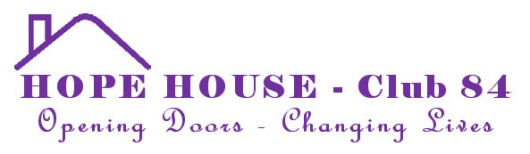 HOPE HOUSE - Club 84
Opening Doors - Changing Lives